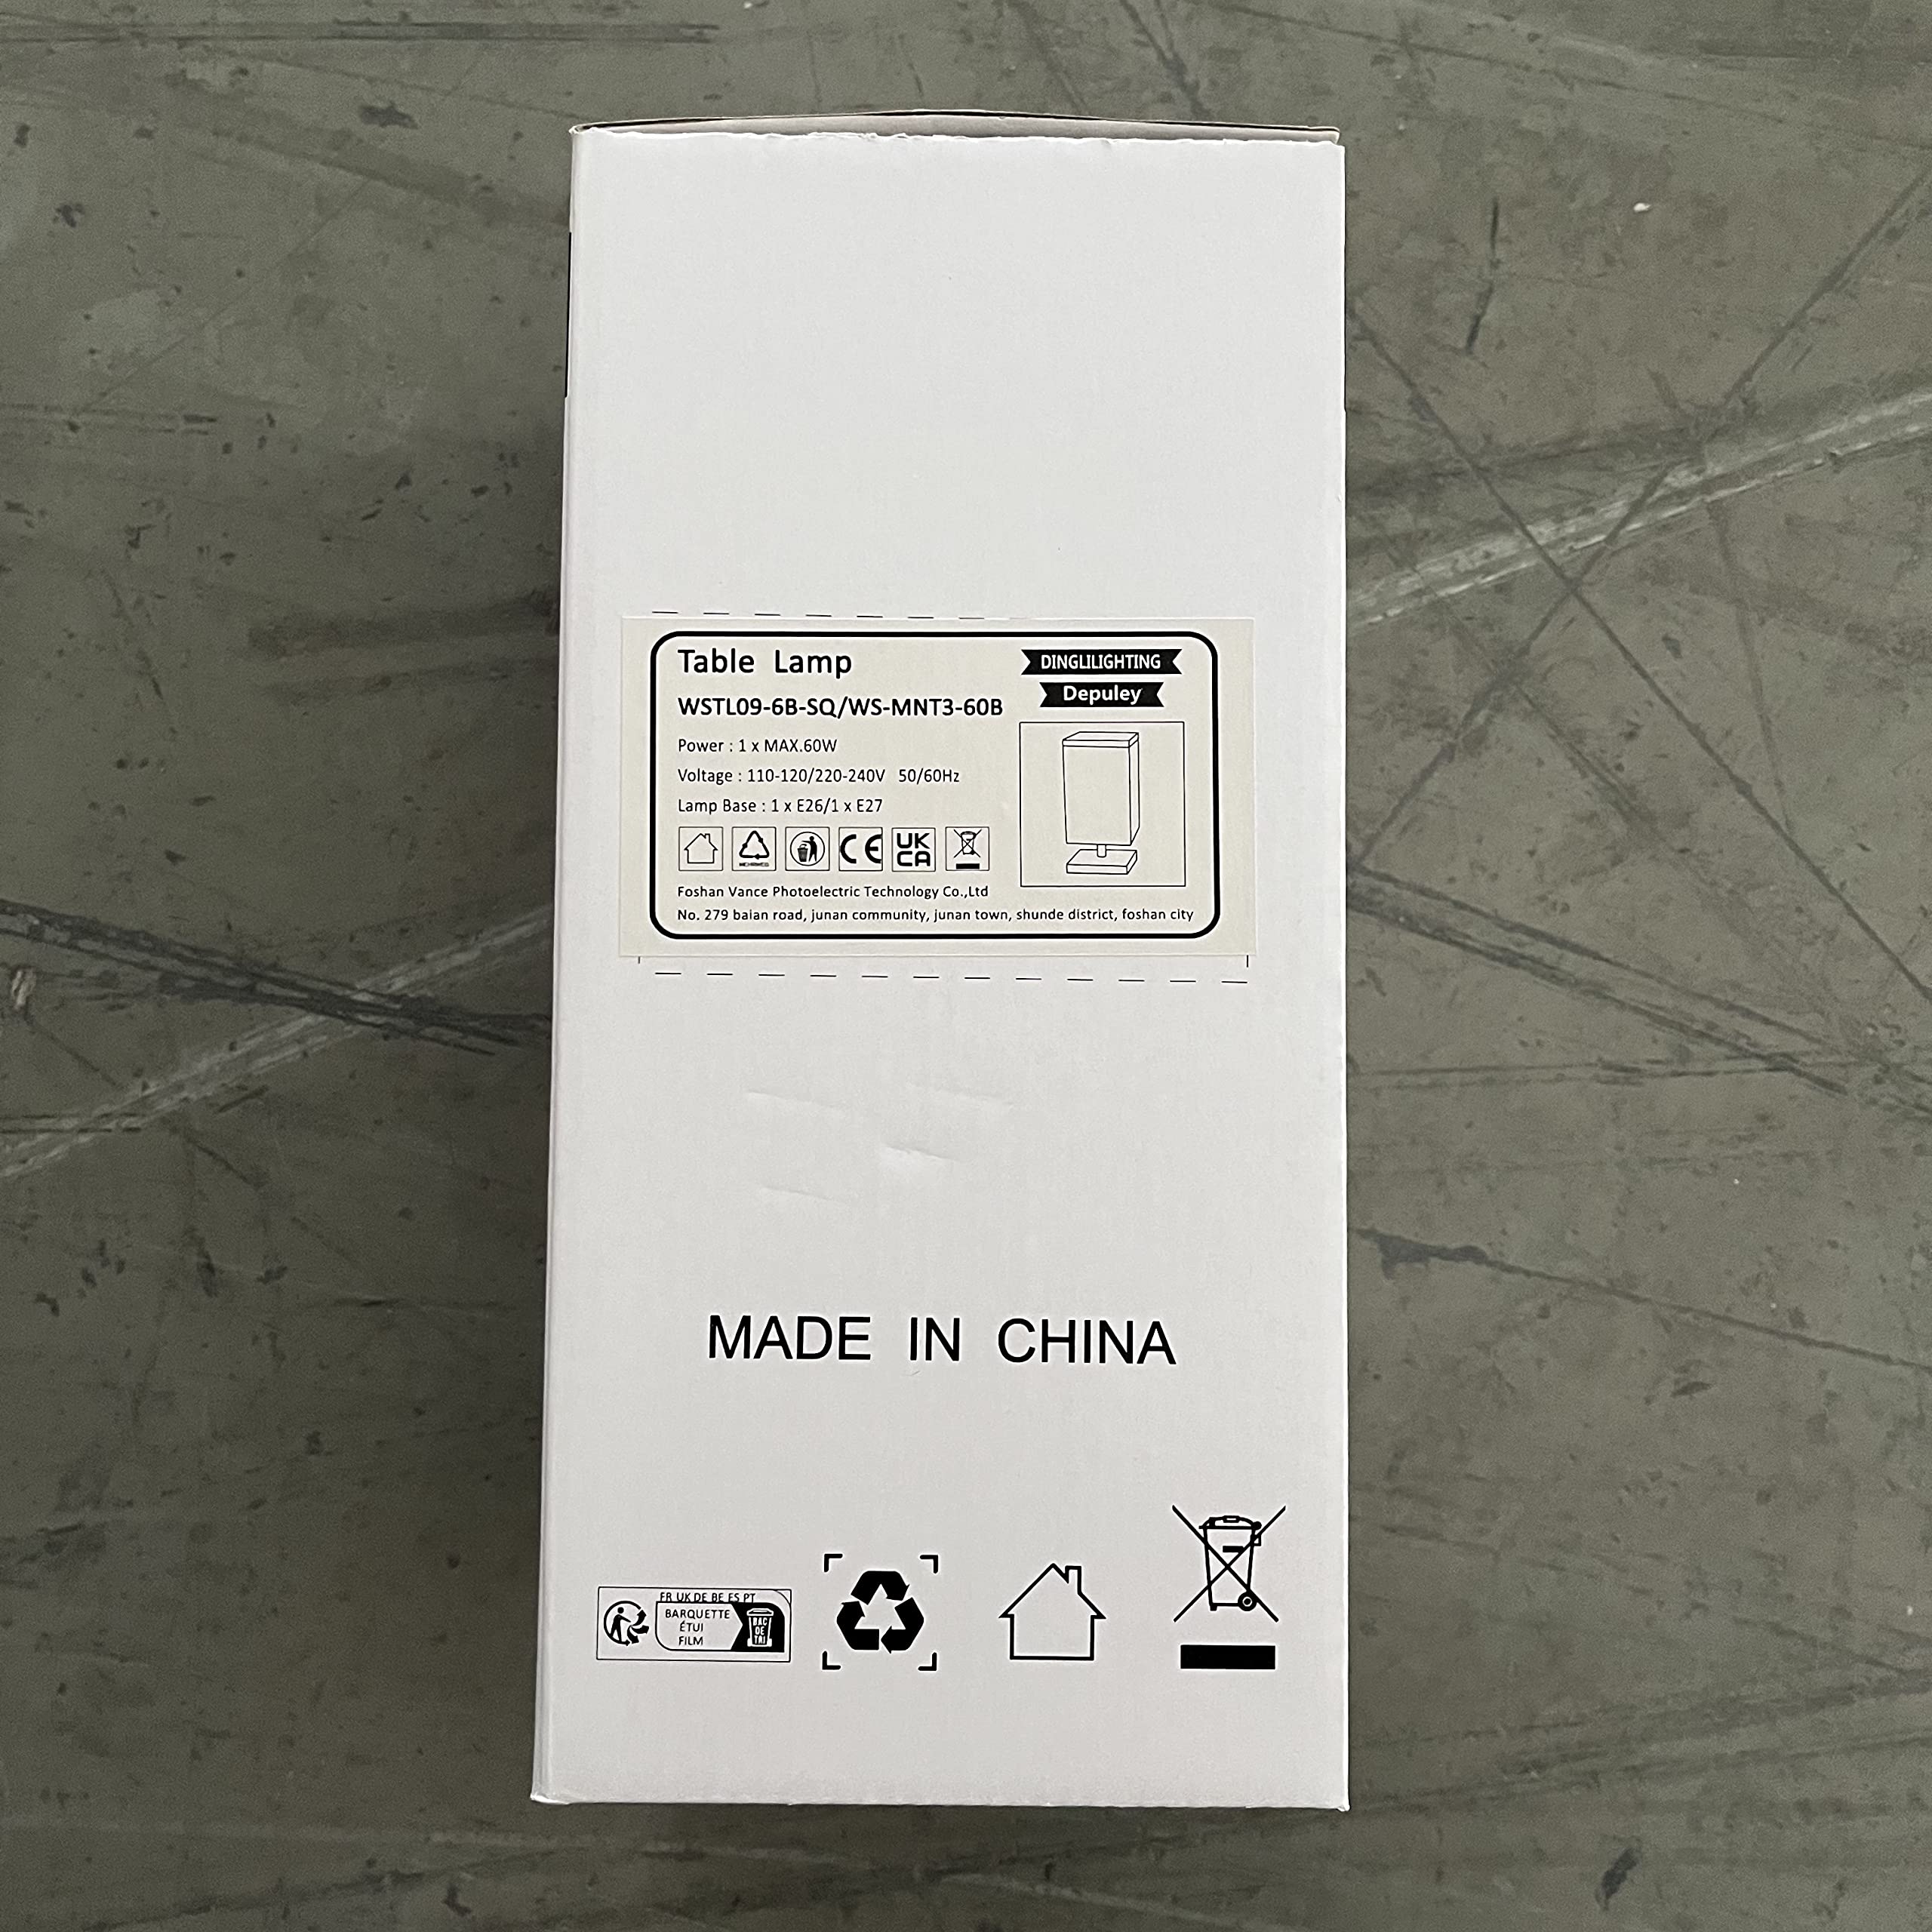 Table Lamp
DINGLILIGHTING
Depuley
WSTL09-6B-SQ/WS-MNT3-60B
Power : 1 x MAX.60W
Voltage : 110-120/220-240V 50/60Hz
Lamp Base : 1 x E26/1 x E27
CE
UK
CA
Foshan Vance Photoelectric Technology Co.,Ltd
No. 279 baian road, junan community, junan town, shunde district, foshan city
MADE IN CHINA
FR UK DE BE ES PT
BARQUETTE
ÉTUI
FILM
BAC
DE
TRI